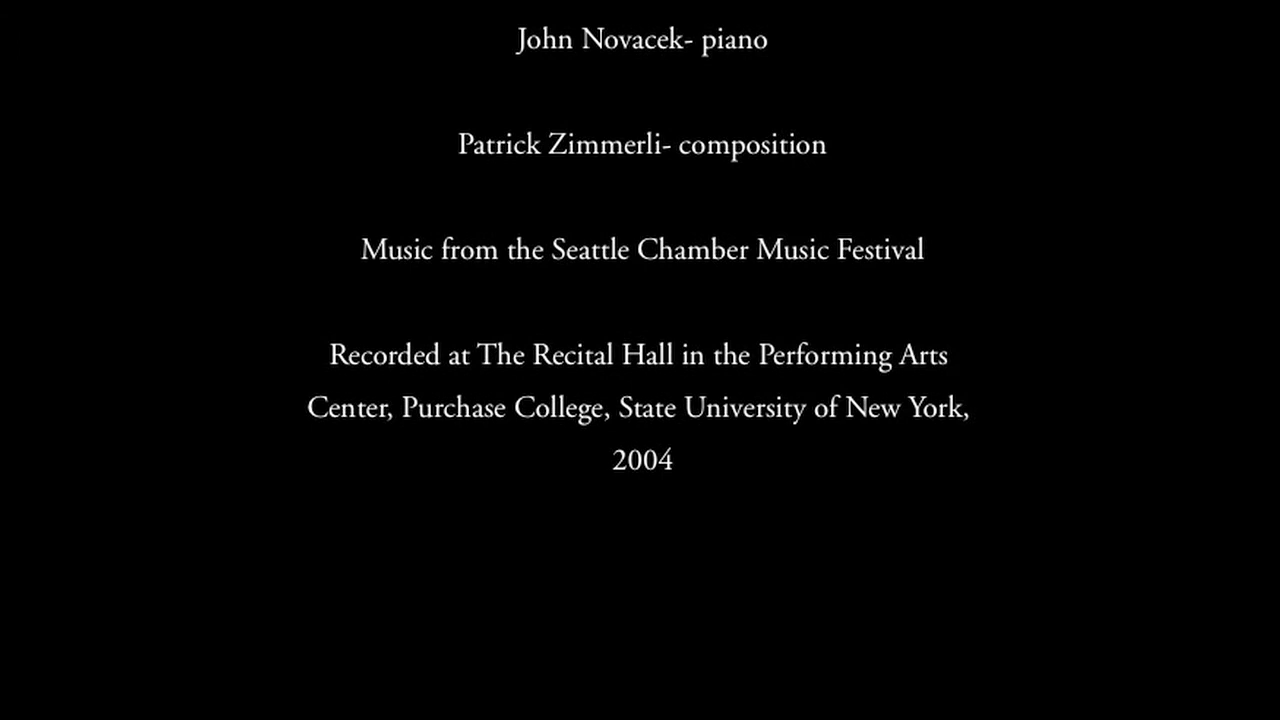 John Novacek- piano
Patrick Zimmerli- composition
Music from the Seattle Chamber Music Festival
Recorded at The Recital Hall in the Performing Arts
Center, Purchase College, State University of New York,
2004